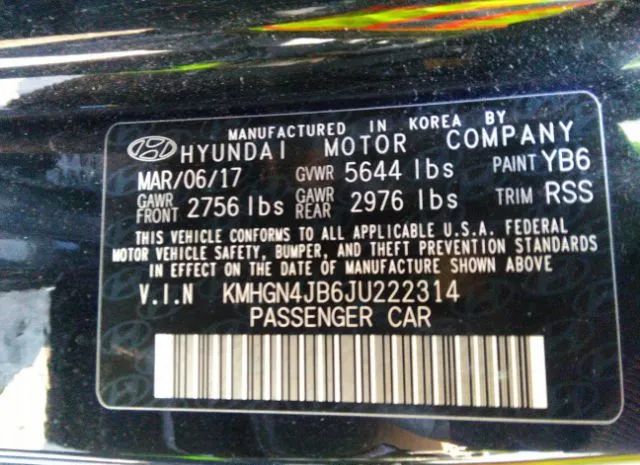 MANUFACTURED IN KOREA BY
HYUNDAI MOTOR COMPANY
MAR/06/17 GVWR 5644 lbs PAINT YB6
GAWR FRONT 2756 lbs GAWR REAR 2976 lbs TRIM RSS
THIS VEHICLE CONFORMS TO ALL APPLICABLE U.S.A. FEDERAL
MOTOR VEHICLE SAFETY, BUMPER, AND THEFT PREVENTION STANDARDS
IN EFFECT ON THE DATE OF MANUFACTURE SHOWN ABOVE
V.I.N KMHGN4JB6JU222314
PASSENGER CAR